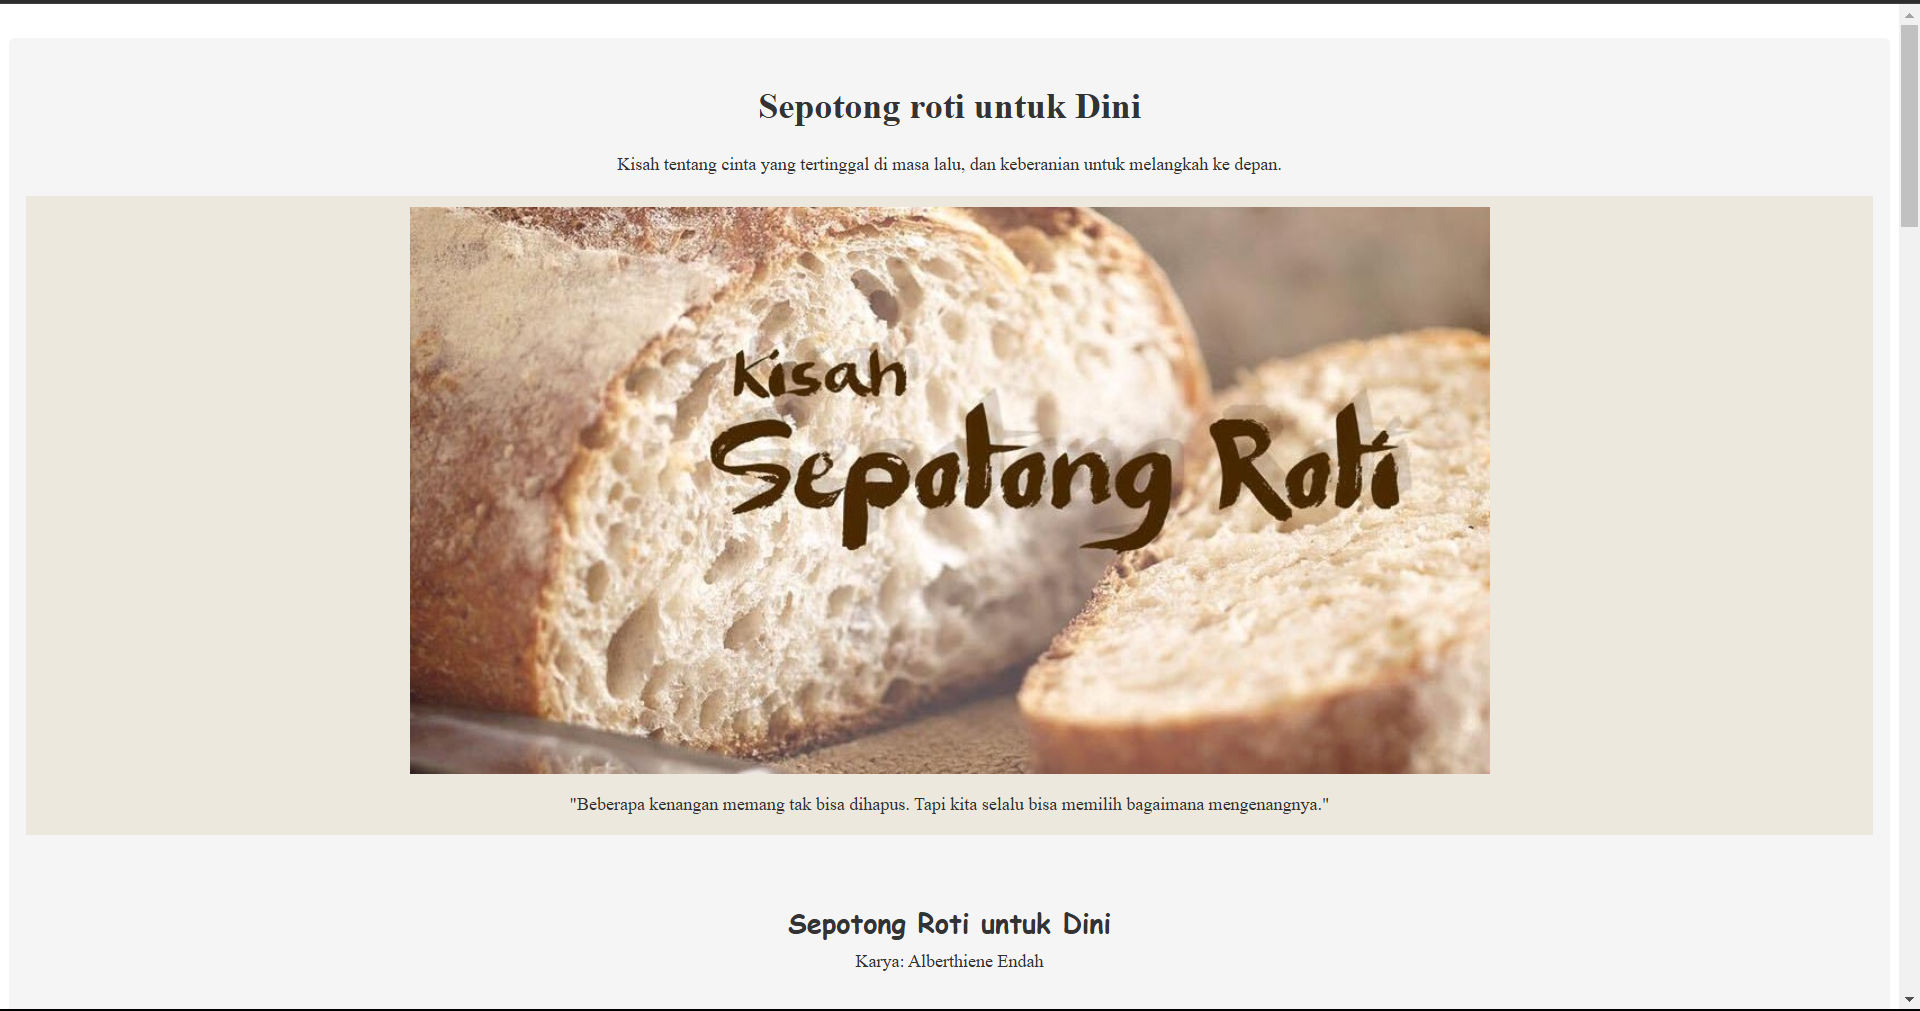 Sepotong roti untuk Dini
Kisah tentang cinta yang tertinggal di masa lalu, dan keberanian untuk melangkah ke depan.
Kisah
Sepotong Roti
"Beberapa kenangan memang tak bisa dihapus. Tapi kita selalu bisa memilih bagaimana mengenangnya."
Sepotong Roti untuk Dini
Karya: Alberthiene Endah